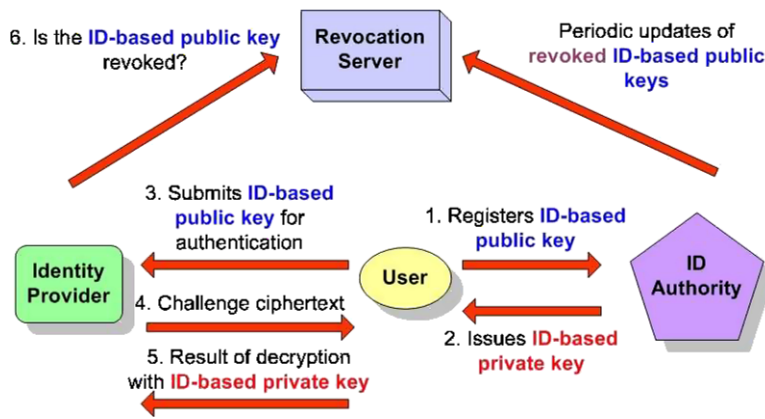 6. Is the ID-based public key
revoked?
Revocation
Server
Periodic updates of
revoked ID-based public
keys
3. Submits ID-based
public key for
authentication
1. Registers ID-based
public key
Identity
Provider
User
ID
Authority
4. Challenge ciphertext
2. Issues ID-based
private key
5. Result of decryption
with ID-based private key